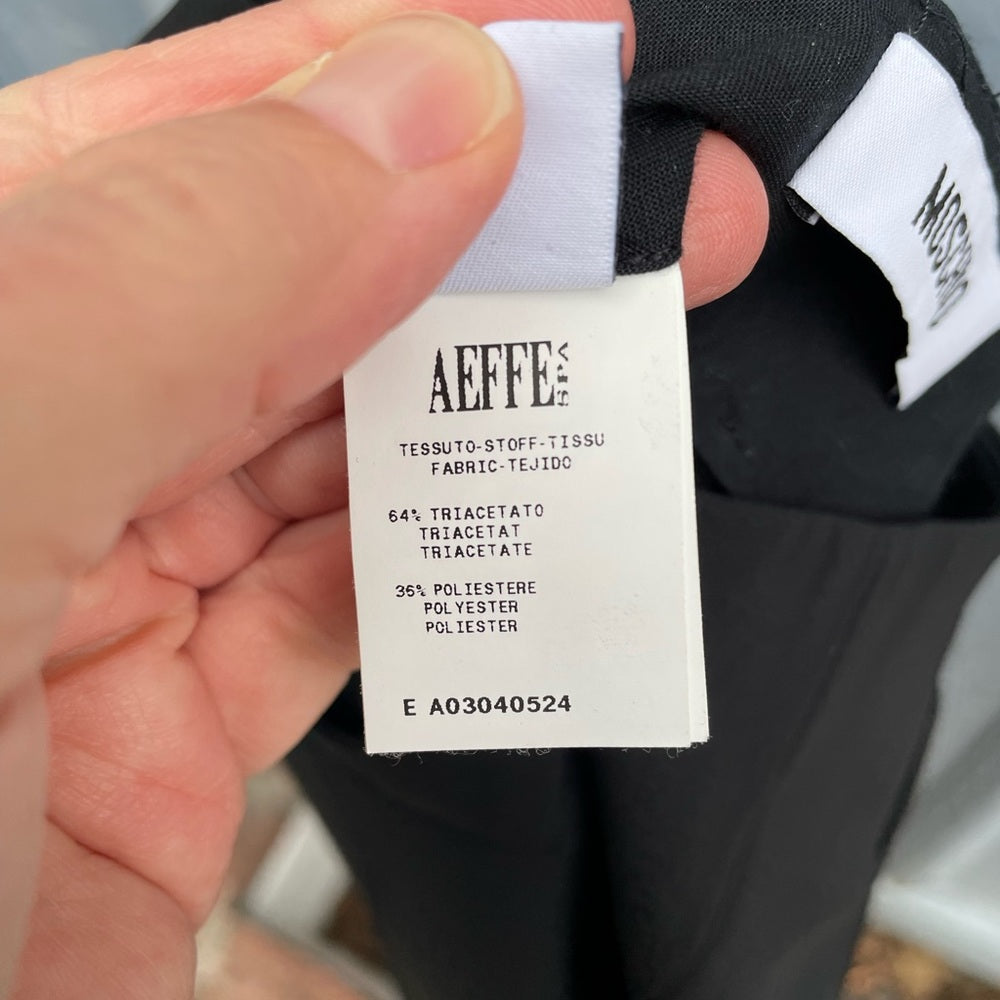 AEFFE SPA
TESSUTO-STOFF-TISSU
FABRIC-TEJIDO
64% TRIACETATO
TRIACETAT
TRIACETATE
36% POLIESTERE
POLYESTER
POLIESTER
E A03040524
MOSCHINO